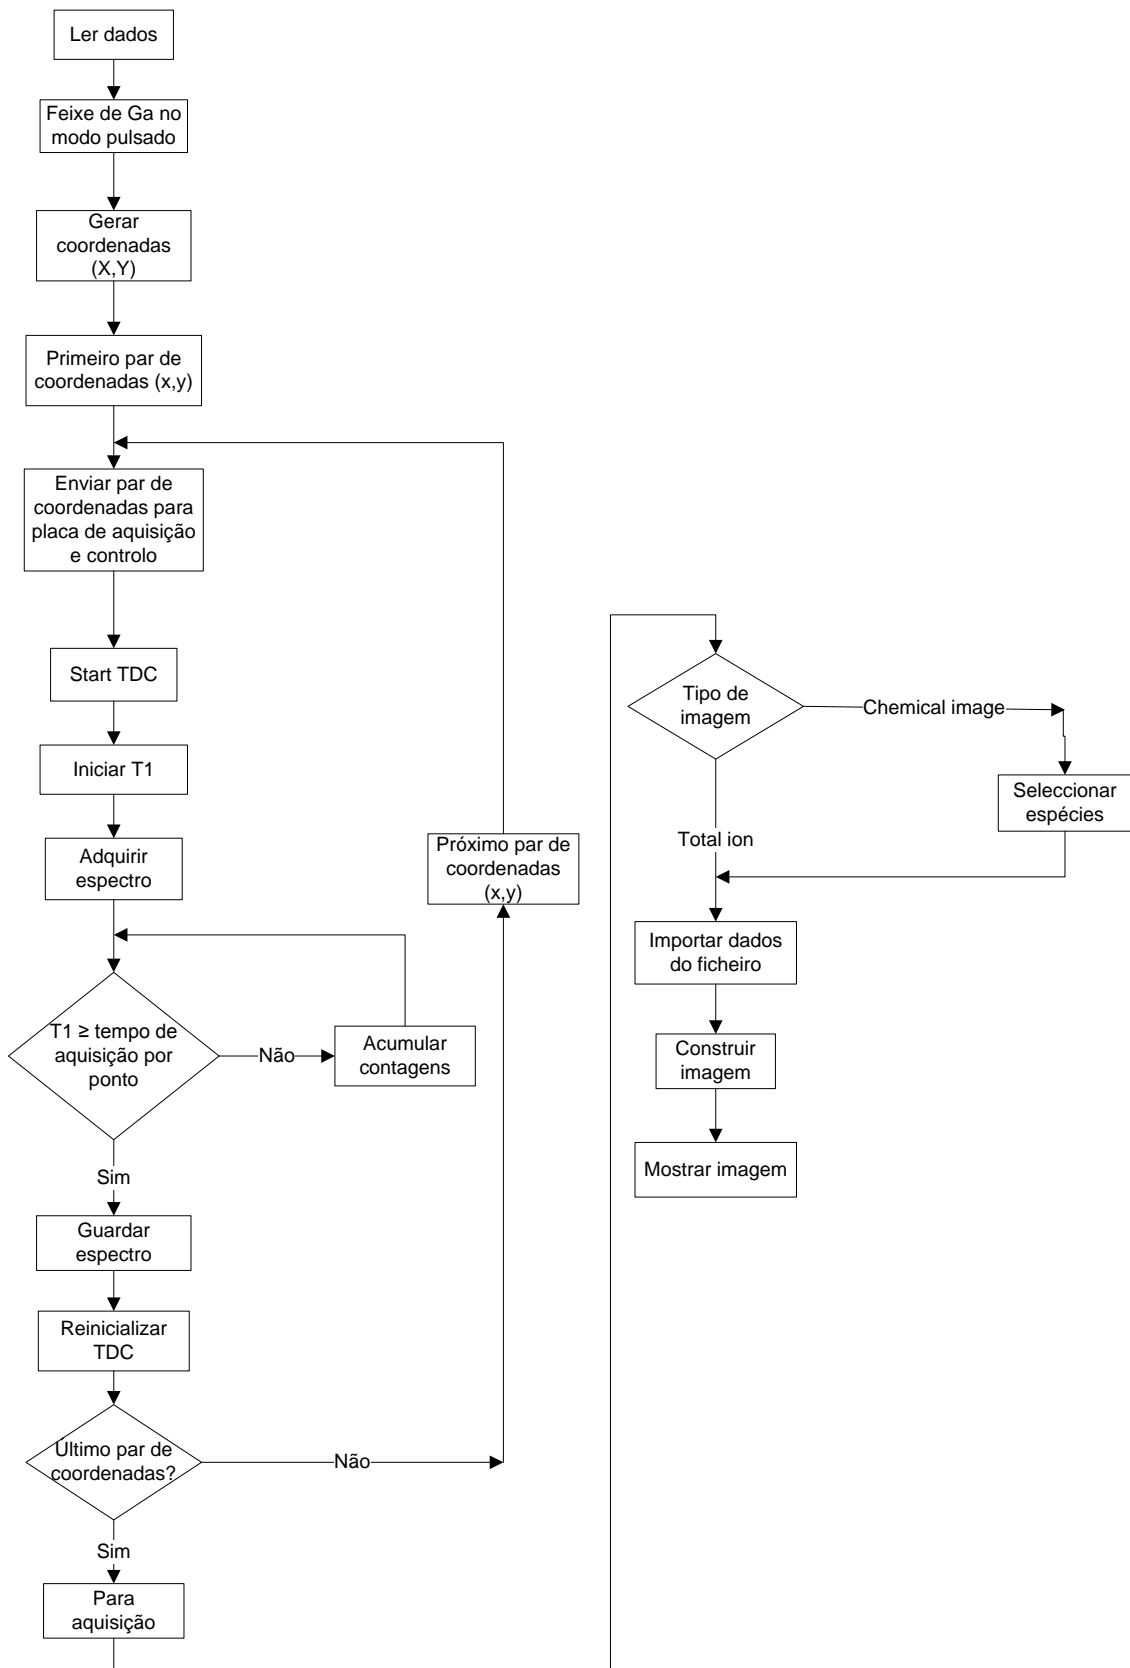 Ler dados
Feixe de Ga no
modo pulsado
Gerar
coordenadas
(X,Y)
Primeiro par de
coordenadas (x,y)
Enviar par de
coordenadas para
placa de aquisição
e controlo
Start TDC
Iniciar T1
Adquirir
espectro
T1 ≥ tempo de
aquisição por
ponto
Não
Acumular
contagens
Sim
Guardar
espectro
Reinicializar
TDC
Último par de
coordenadas?
Não
Próximo par de
coordenadas
(x,y)
Sim
Para
aquisição
Tipo de
imagem
Chemical image
Seleccionar
espécies
Total ion
Importar dados
do ficheiro
Construir
imagem
Mostrar imagem